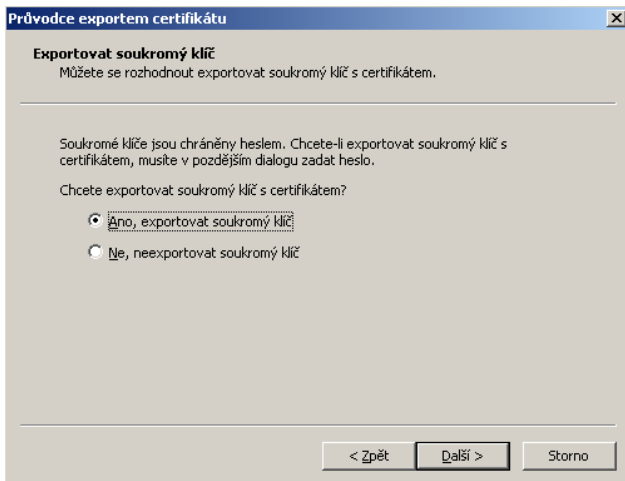 Průvodce exportem certifikátu
Exportovat soukromý klíč
Můžete se rozhodnout exportovat soukromý klíč s certifikátem.
Soukromé klíče jsou chráněny heslem. Chcete-li exportovat soukromý klíč s
certifikátem, musíte v pozdějším dialogu zadat heslo.
Chcete exportovat soukromý klíč s certifikátem?
Ano, exportovat soukromý klíč
Ne, neexportovat soukromý klíč
< Zpět Další > Storno